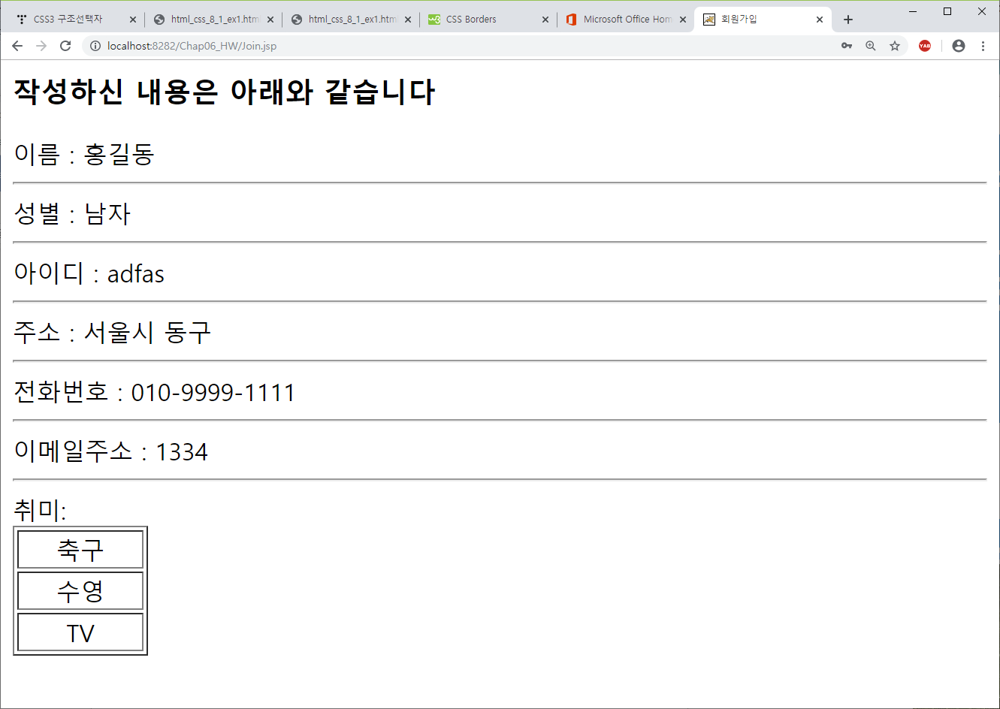 CSS3 구조선택자
html_css_8_1_ex1.htm
html_css_8_1_ex1.htm
CSS Borders
Microsoft Office Hom
회원가입
localhost:8282/Chap06_HW/Join.jsp
YAB
작성하신 내용은 아래와 같습니다
이름 : 홍길동
성별 : 남자
아이디 : adfas
주소 : 서울시 동구
전화번호 : 010-9999-1111
이메일주소 : 1334
취미:
축구
수영
TV